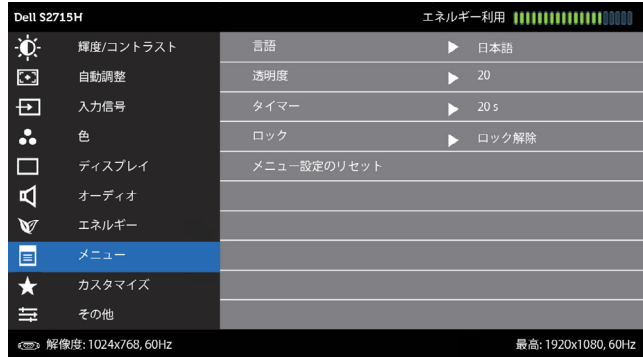 Dell S2715H エネルギー利用
輝度/コントラスト 言語 日本語
自動調整 透明度 20
入力信号 タイマー 20 s
色 ロック ロック解除
ディスプレイ メニュー設定のリセット
オーディオ
エネルギー
メニュー
カスタマイズ
その他
解像度: 1024x768, 60Hz 最高: 1920x1080, 60Hz